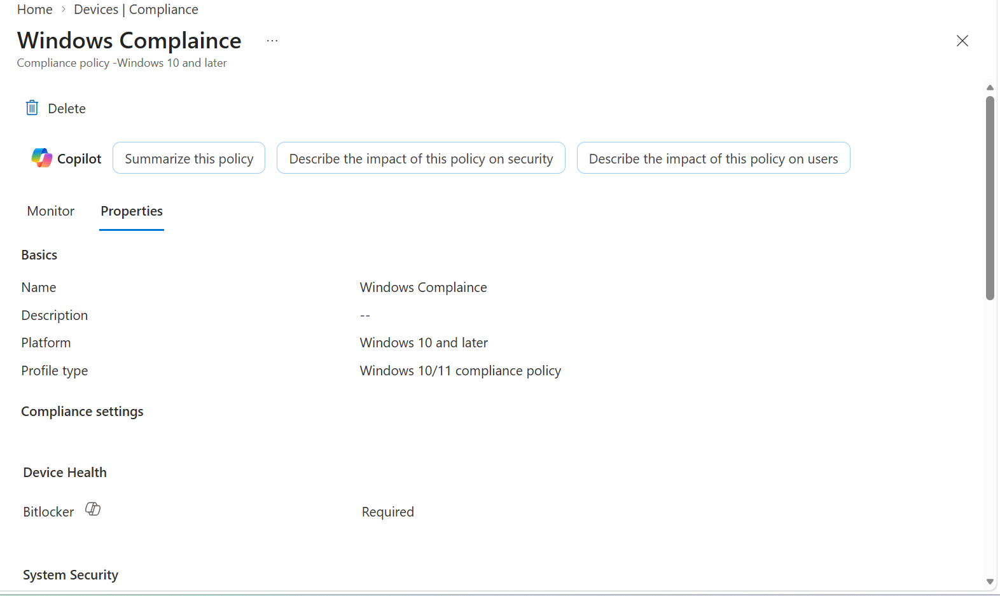 Home > Devices | Compliance
Windows Complaince ...
Compliance policy -Windows 10 and later
Delete
Copilot Summarize this policy Describe the impact of this policy on security Describe the impact of this policy on users
Monitor Properties
Basics
Name Windows Complaince
Description --
Platform Windows 10 and later
Profile type Windows 10/11 compliance policy
Compliance settings
Device Health
Bitlocker Required
System Security